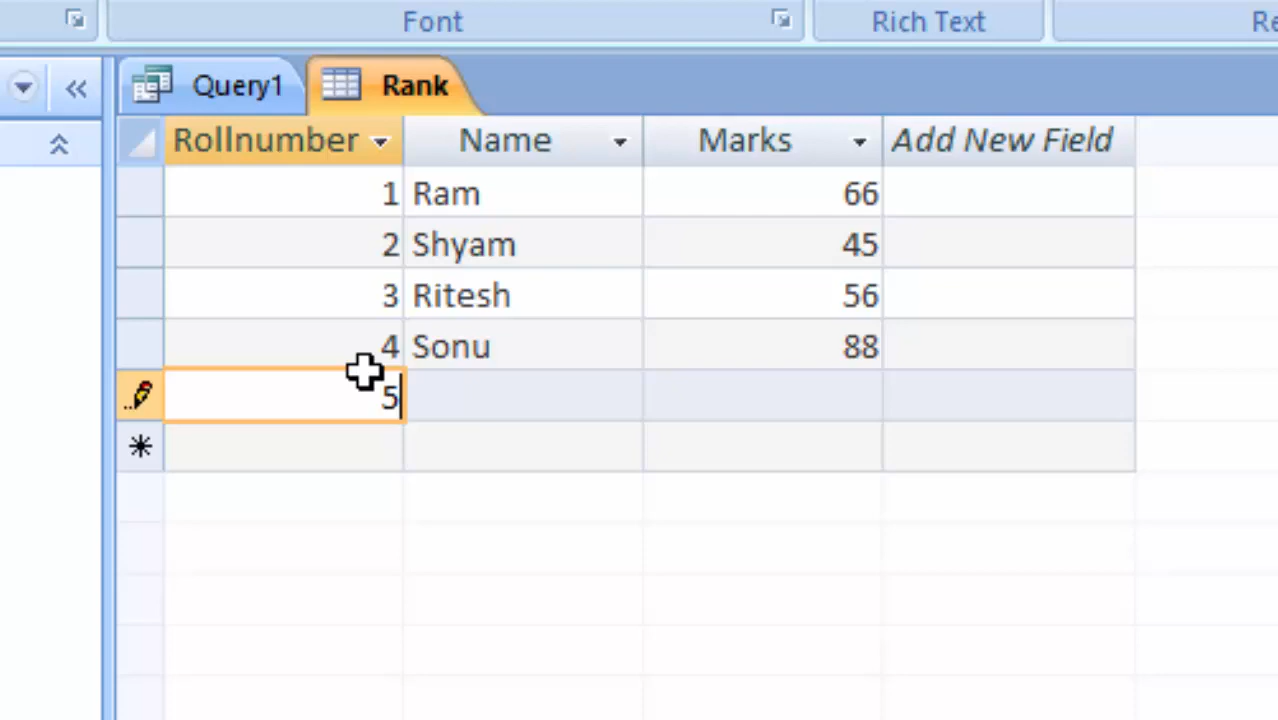 Font Rich Text Re
Query1 Rank
Rollnumber Name Marks Add New Field
1 Ram 66
2 Shyam 45
3 Ritesh 56
4 Sonu 88
5